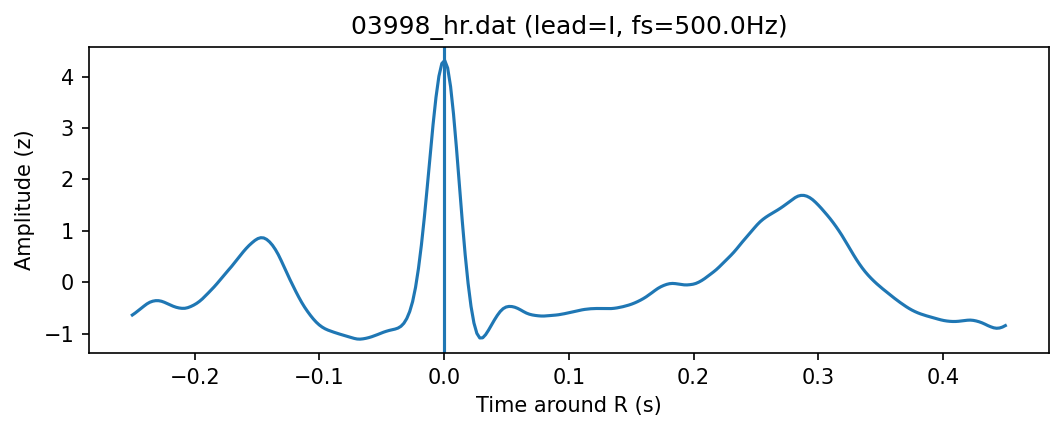 03998_hr.dat (lead=I, fs=500.0Hz)
Amplitude (z)
4
3
2
1
0
−1
−0.2 −0.1 0.0 0.1 0.2 0.3 0.4
Time around R (s)